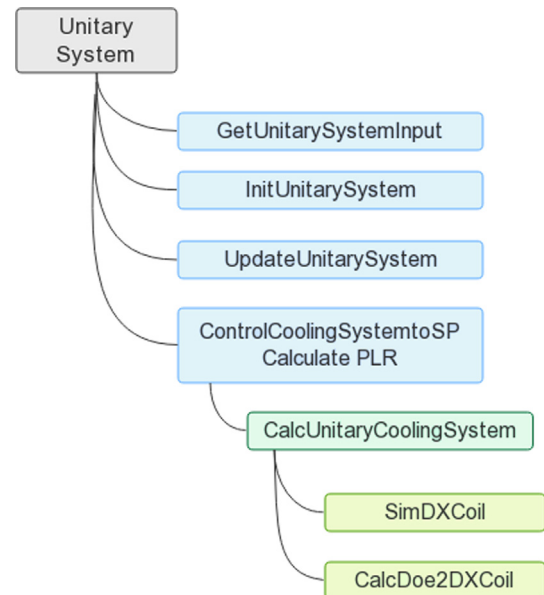 Unitary
System
GetUnitarySystemInput
InitUnitarySystem
UpdateUnitarySystem
ControlCoolingSystemtoSP
Calculate PLR
CalcUnitaryCoolingSystem
SimDXCoil
CalcDoe2DXCoil